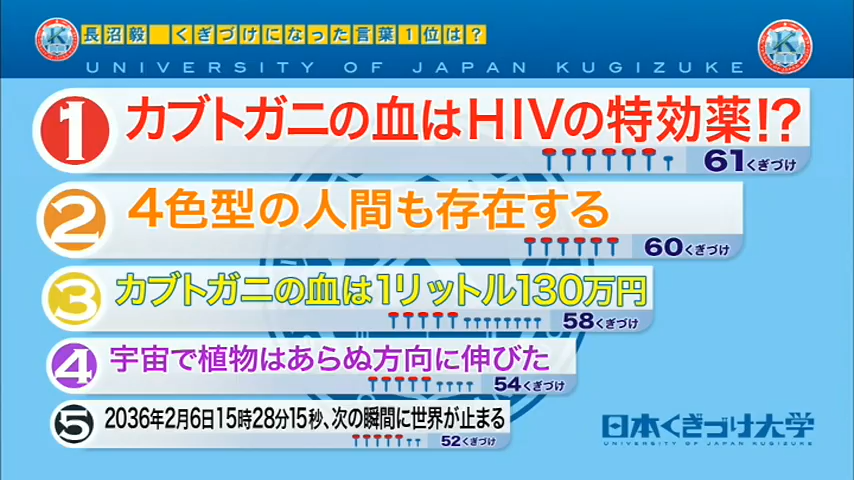 長沼毅 くぎづけになった言葉1位は?
UNIVERSITY OF JAPAN KUGIZUKE
1 カブトガニの血はHIVの特効薬!?
61くぎづけ
2 4色型の人間も存在する
60くぎづけ
3 カブトガニの血は1リットル130万円
58くぎづけ
4 宇宙で植物はあらぬ方向に伸びた
54くぎづけ
5 2036年2月6日15時28分15秒、次の瞬間に世界が止まる
52くぎづけ
日本くぎづけ大学
UNIVERSITY OF JAPAN KUGIZUKE